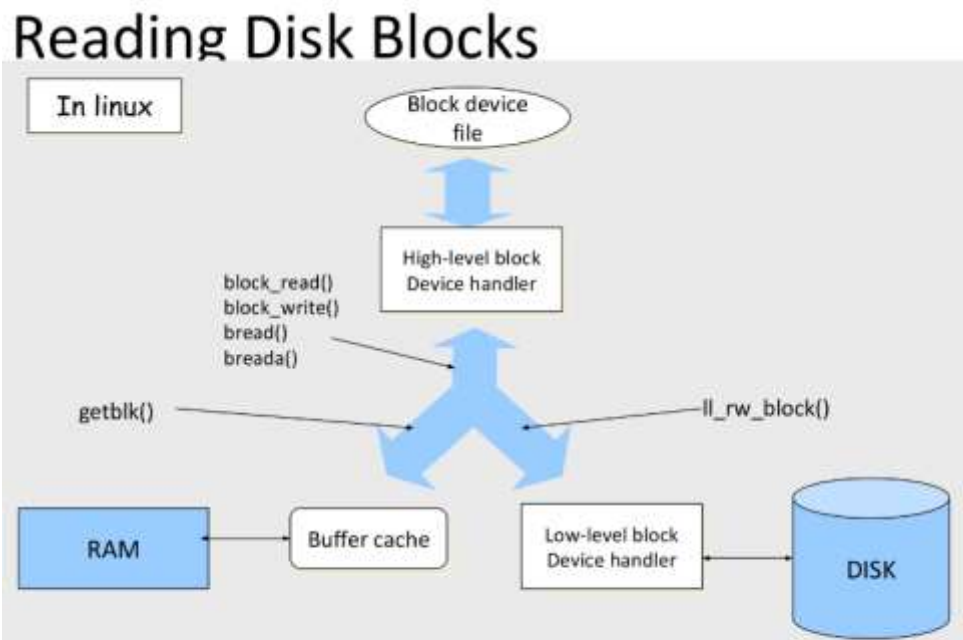 Reading Disk Blocks
In linux
Block device
file
High-level block
Device handler
block_read()
block_write()
bread()
breada()
getblk()
ll_rw_block()
RAM
Buffer cache
Low-level block
Device handler
DISK